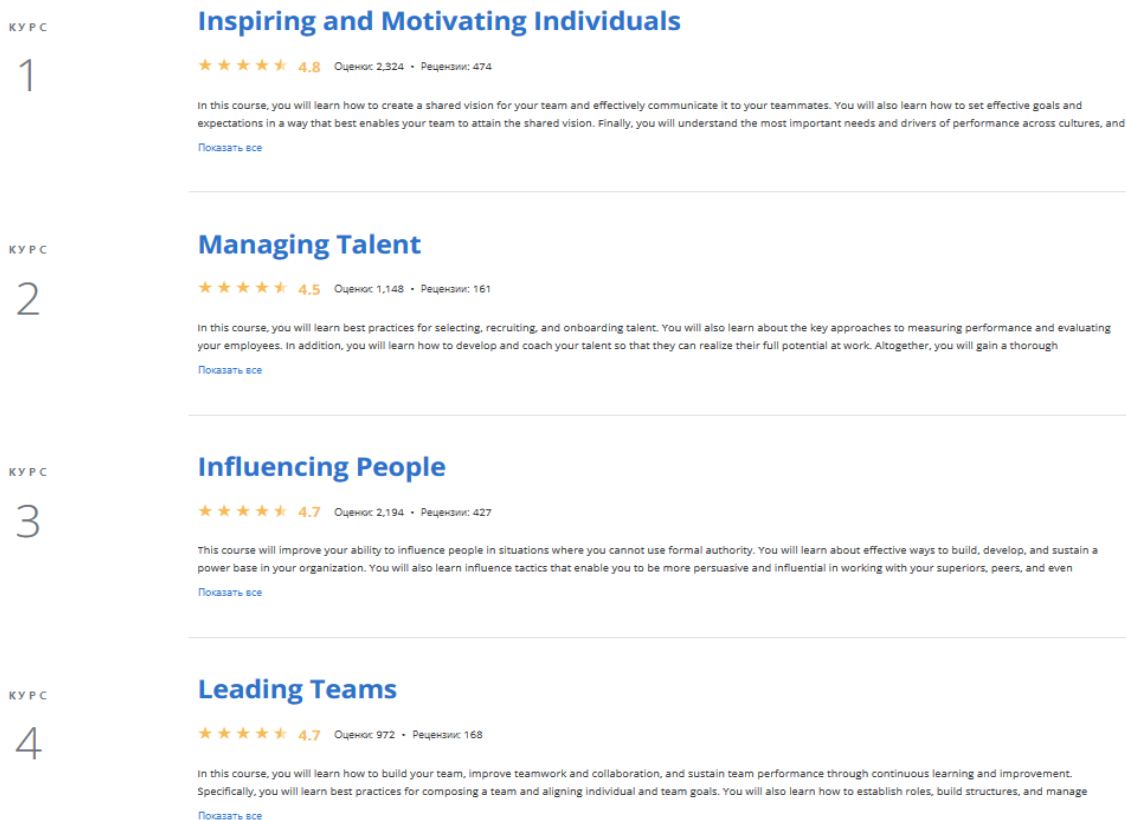 КУРС
1
Inspiring and Motivating Individuals
4.8 Оценки: 2,324 • Рецензии: 474
In this course, you will learn how to create a shared vision for your team and effectively communicate it to your teammates. You will also learn how to set effective goals and
expectations in a way that best enables your team to attain the shared vision. Finally, you will understand the most important needs and drivers of performance across cultures, and
Показать все
КУРС
2
Managing Talent
4.5 Оценки: 1,148 • Рецензии: 161
In this course, you will learn best practices for selecting, recruiting, and onboarding talent. You will also learn about the key approaches to measuring performance and evaluating
your employees. In addition, you will learn how to develop and coach your talent so that they can realize their full potential at work. Altogether, you will gain a thorough
Показать все
КУРС
3
Influencing People
4.7 Оценки: 2,194 • Рецензии: 427
This course will improve your ability to influence people in situations where you cannot use formal authority. You will learn about effective ways to build, develop, and sustain a
power base in your organization. You will also learn influence tactics that enable you to be more persuasive and influential in working with your superiors, peers, and even
Показать все
КУРС
4
Leading Teams
4.7 Оценки: 972 • Рецензии: 168
In this course, you will learn how to build your team, improve teamwork and collaboration, and sustain team performance through continuous learning and improvement.
Specifically, you will learn best practices for composing a team and aligning individual and team goals. You will also learn how to establish roles, build structures, and manage
Показать все